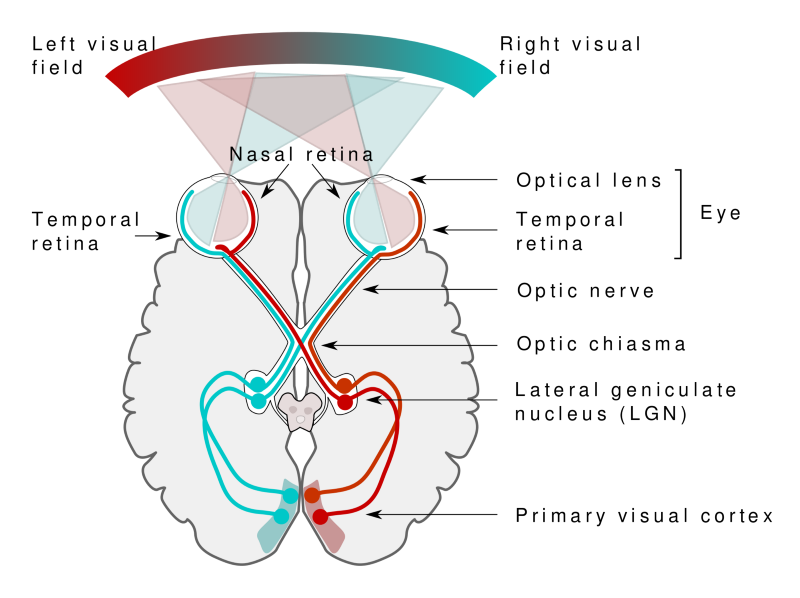 Left visual
field
Right visual
field
Nasal retina
Optical lens
Temporal
retina
Temporal
retina
Eye
Optic nerve
Optic chiasma
Lateral geniculate
nucleus (LGN)
Primary visual cortex